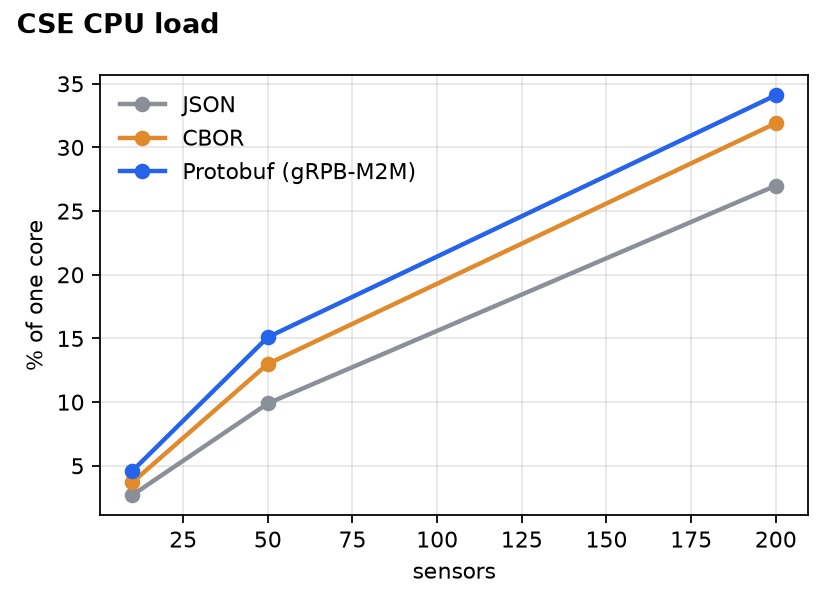 CSE CPU load
JSON
CBOR
Protobuf (gRPB-M2M)
% of one core
35
30
25
20
15
10
5
25 50 75 100 125 150 175 200
sensors